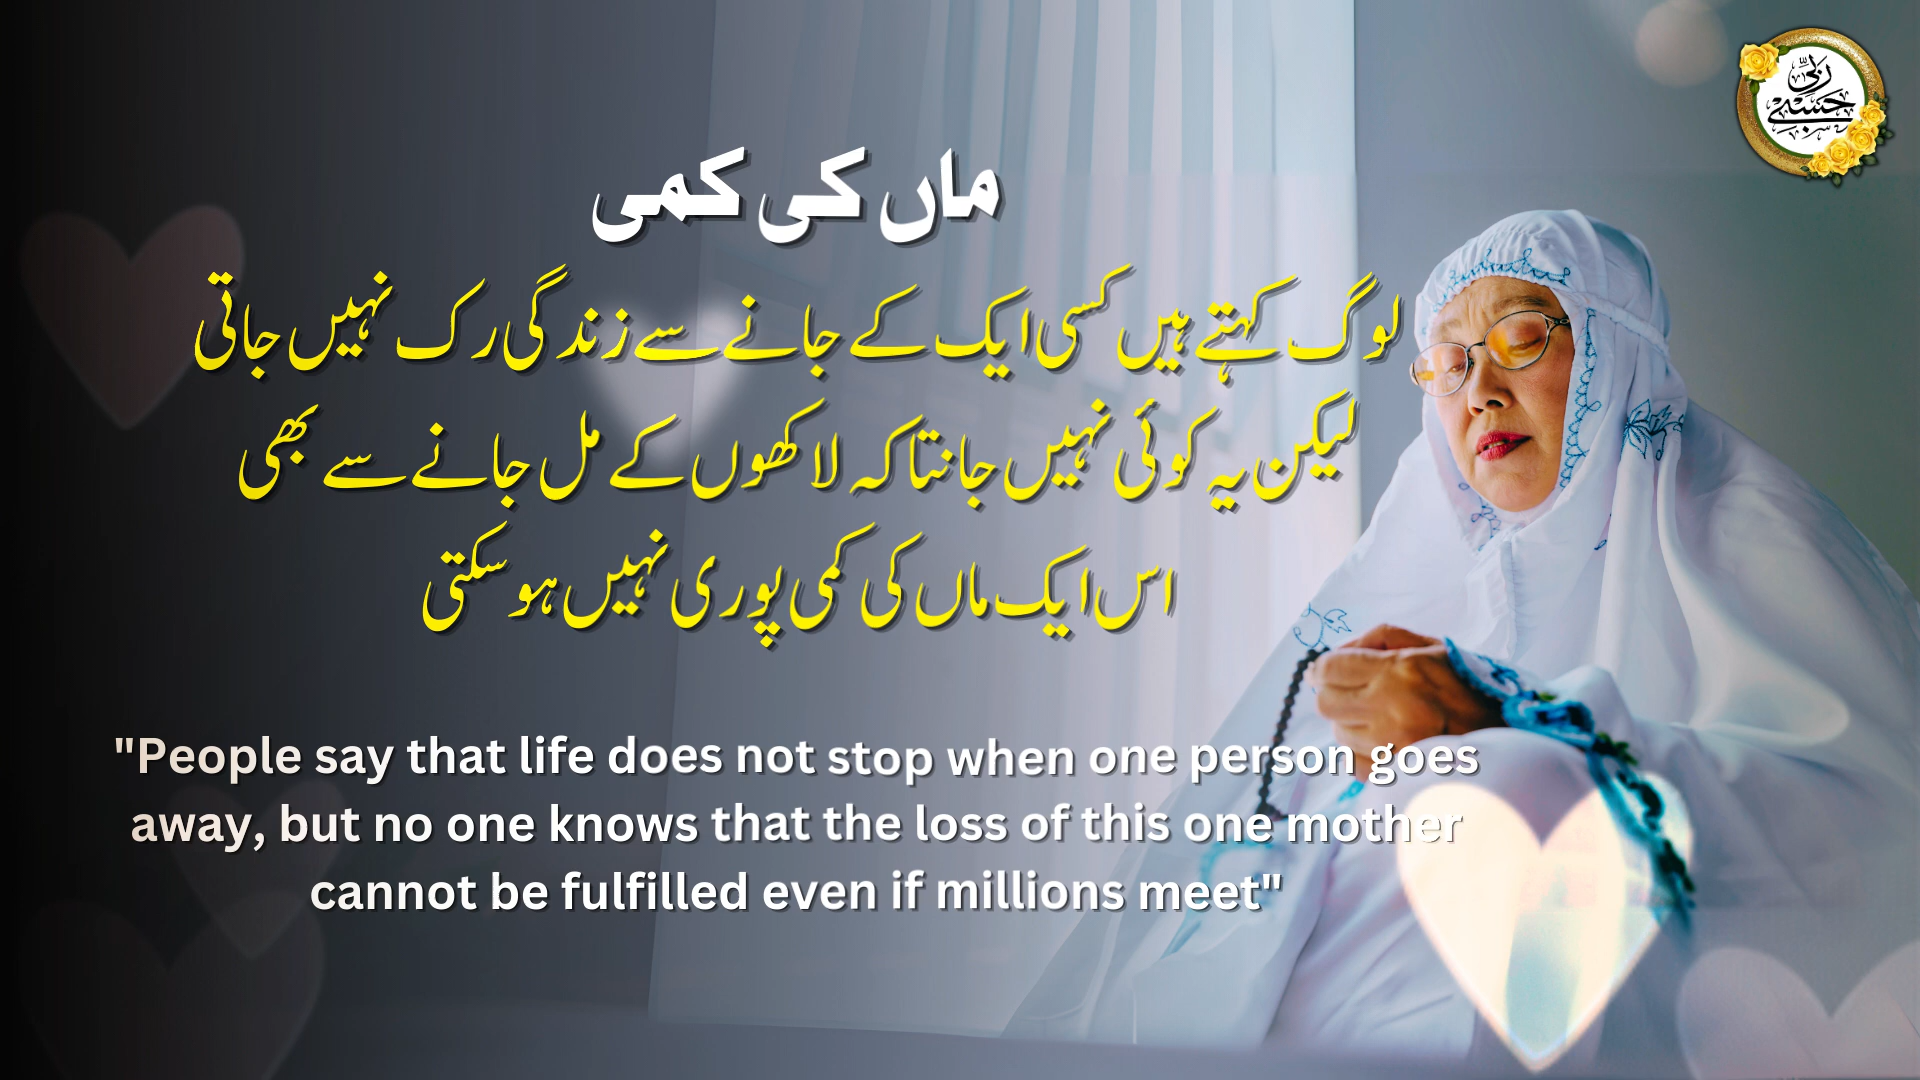 ربی
حسبی
ماں کی کمی
لوگ کہتے ہیں کسی ایک کے جانے سے زندگی رک نہیں جاتی
لیکن یہ کوئی نہیں جانتا کہ لاکھوں کے مل جانے سے بھی
اس ایک ماں کی کمی پوری نہیں ہو سکتی
"People say that life does not stop when one person goes
away, but no one knows that the loss of this one mother
cannot be fulfilled even if millions meet"